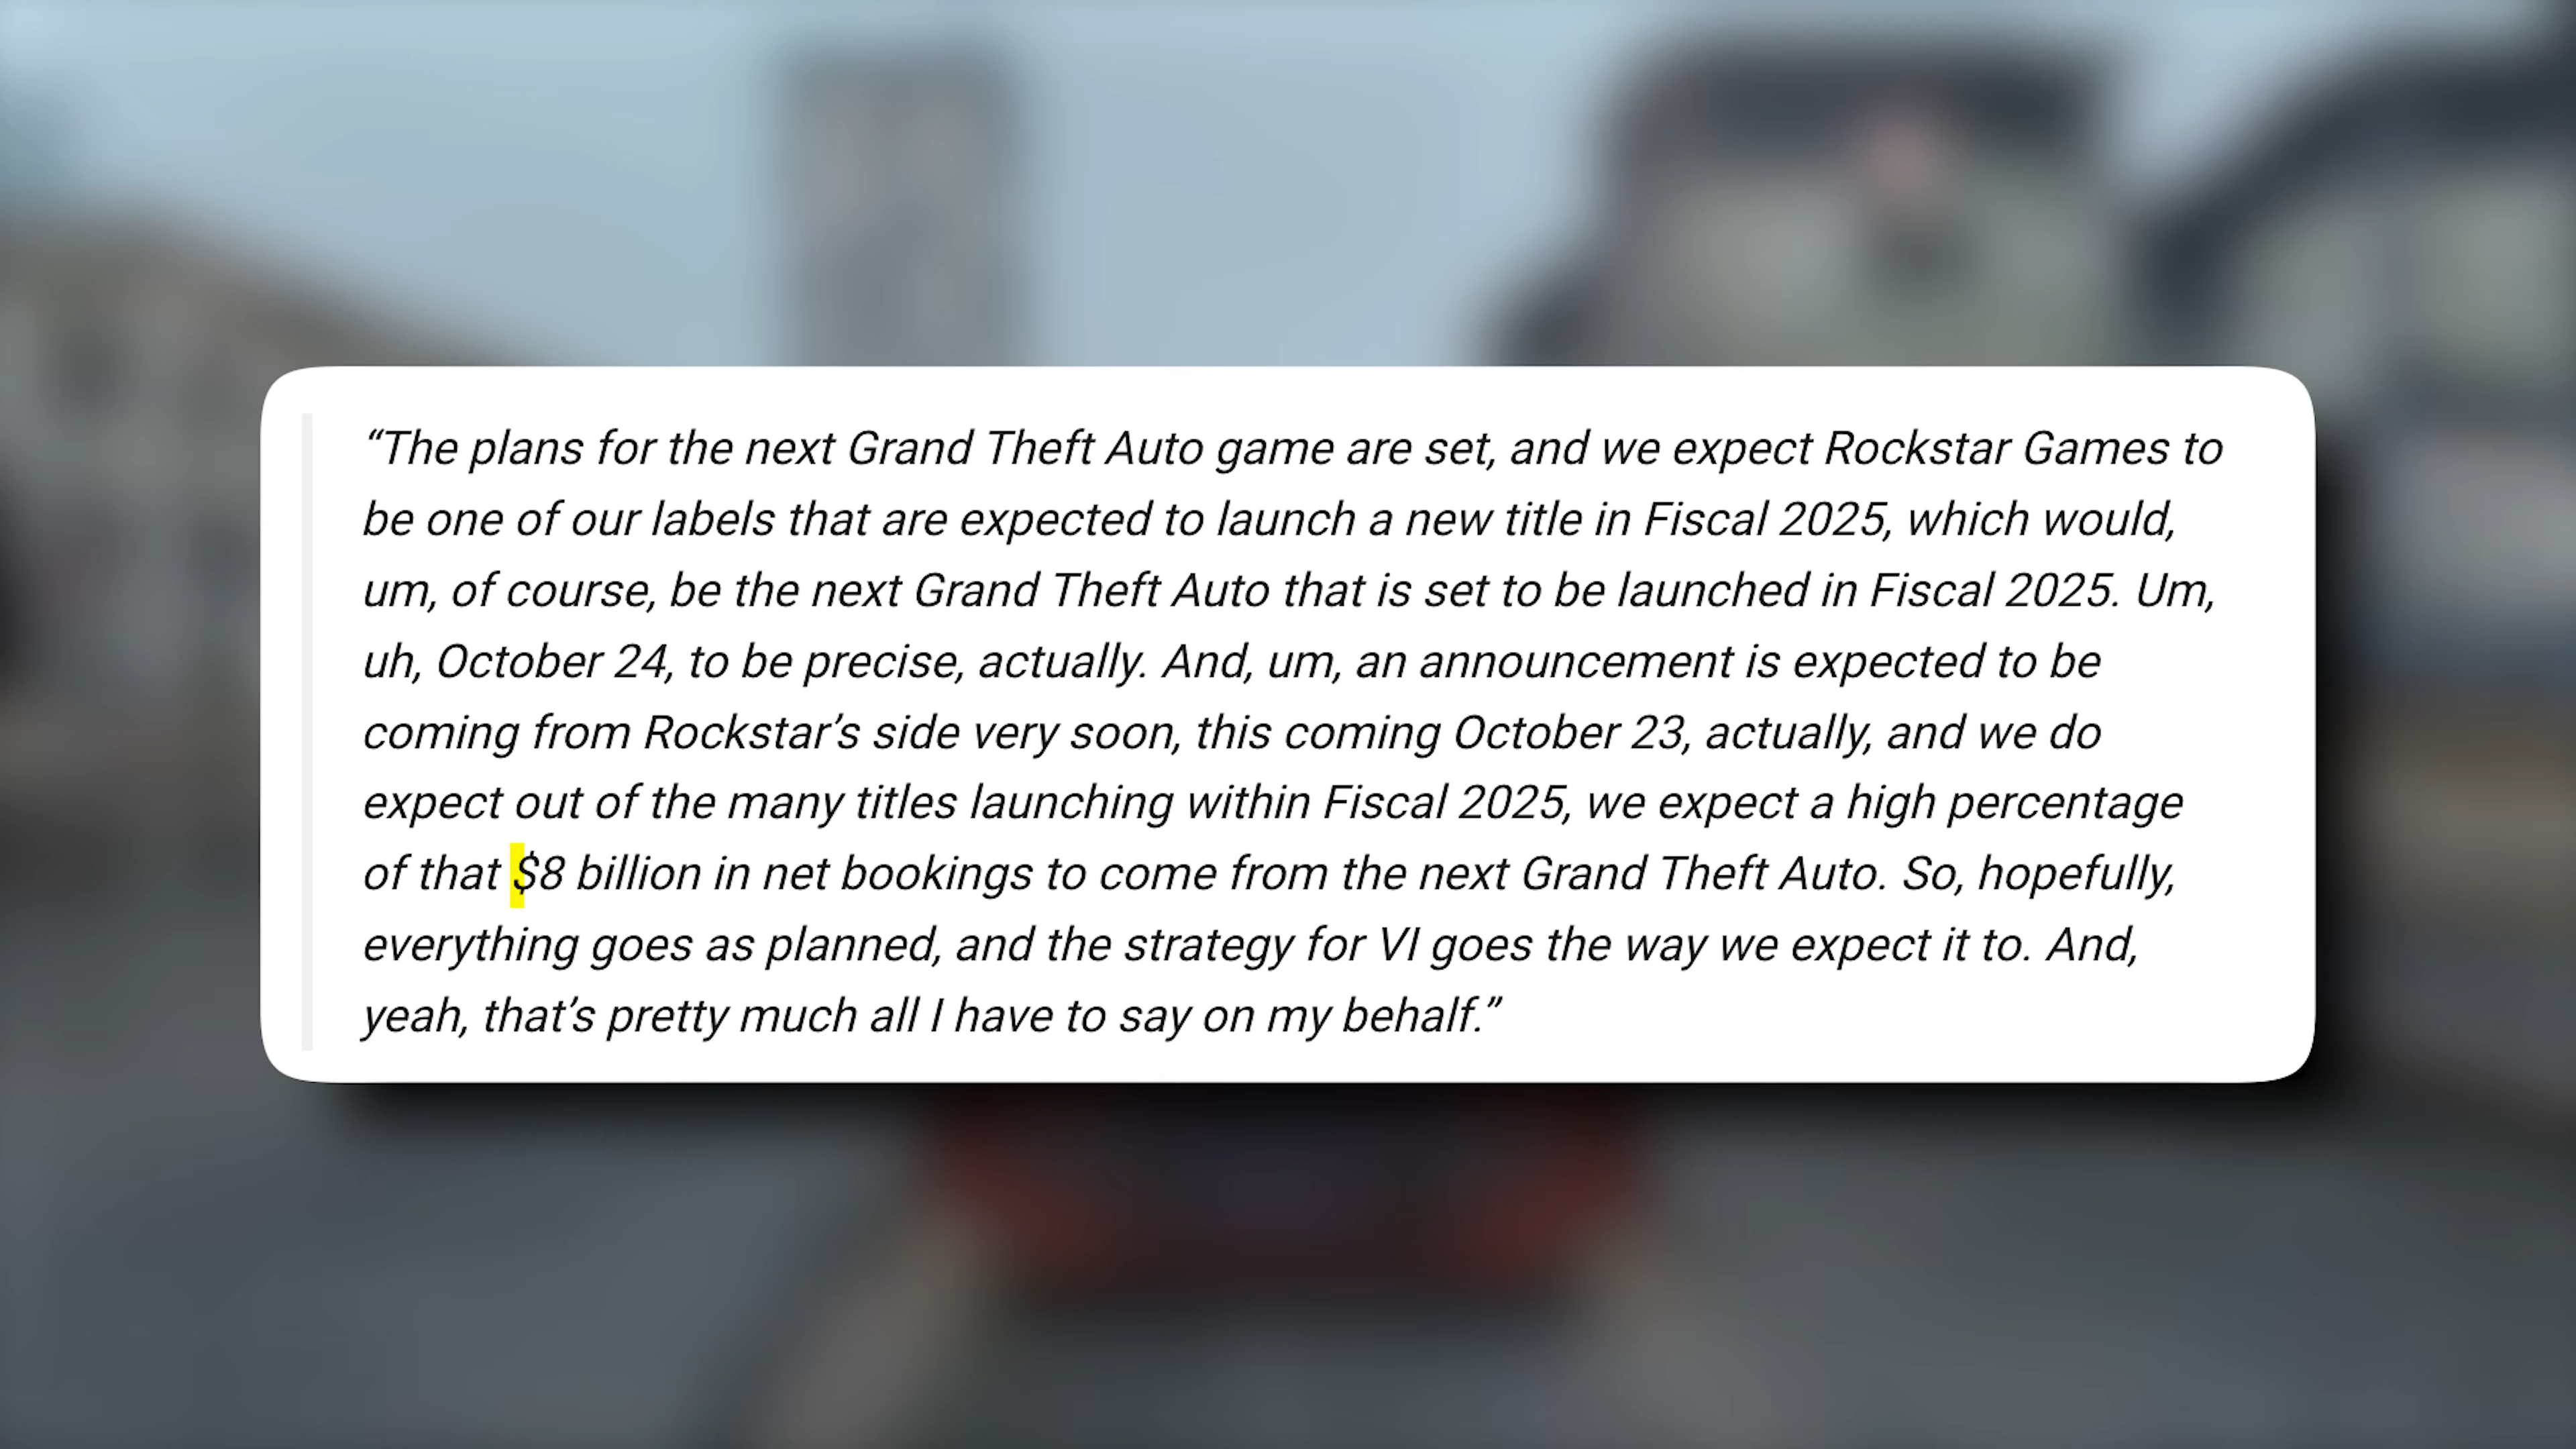 “The plans for the next Grand Theft Auto game are set, and we expect Rockstar Games to
be one of our labels that are expected to launch a new title in Fiscal 2025, which would,
um, of course, be the next Grand Theft Auto that is set to be launched in Fiscal 2025. Um,
uh, October 24, to be precise, actually. And, um, an announcement is expected to be
coming from Rockstar’s side very soon, this coming October 23, actually, and we do
expect out of the many titles launching within Fiscal 2025, we expect a high percentage
of that $8 billion in net bookings to come from the next Grand Theft Auto. So, hopefully,
everything goes as planned, and the strategy for VI goes the way we expect it to. And,
yeah, that’s pretty much all I have to say on my behalf.”